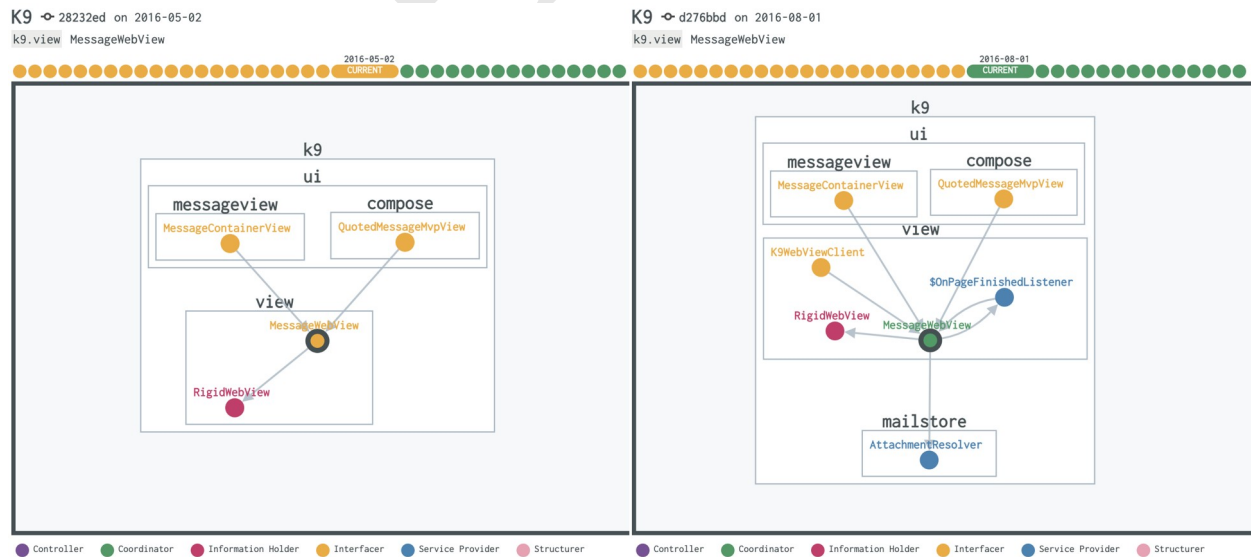 K9 28232ed on 2016-05-02
k9.view MessageWebView
2016-05-02
CURRENT
k9
ui
messageview
compose
MessageContainerView
QuotedMessageMvpView
view
MessageWebView
RigidWebView
Controller Coordinator Information Holder Interfacer Service Provider Structurer
K9 d276bbd on 2016-08-01
k9.view MessageWebView
2016-08-01
CURRENT
k9
ui
messageview
compose
MessageContainerView
QuotedMessageMvpView
view
K9WebViewClient
$OnPageFinishedListener
RigidWebView
MessageWebView
mailstore
AttachmentResolver
Controller Coordinator Information Holder Interfacer Service Provider Structurer